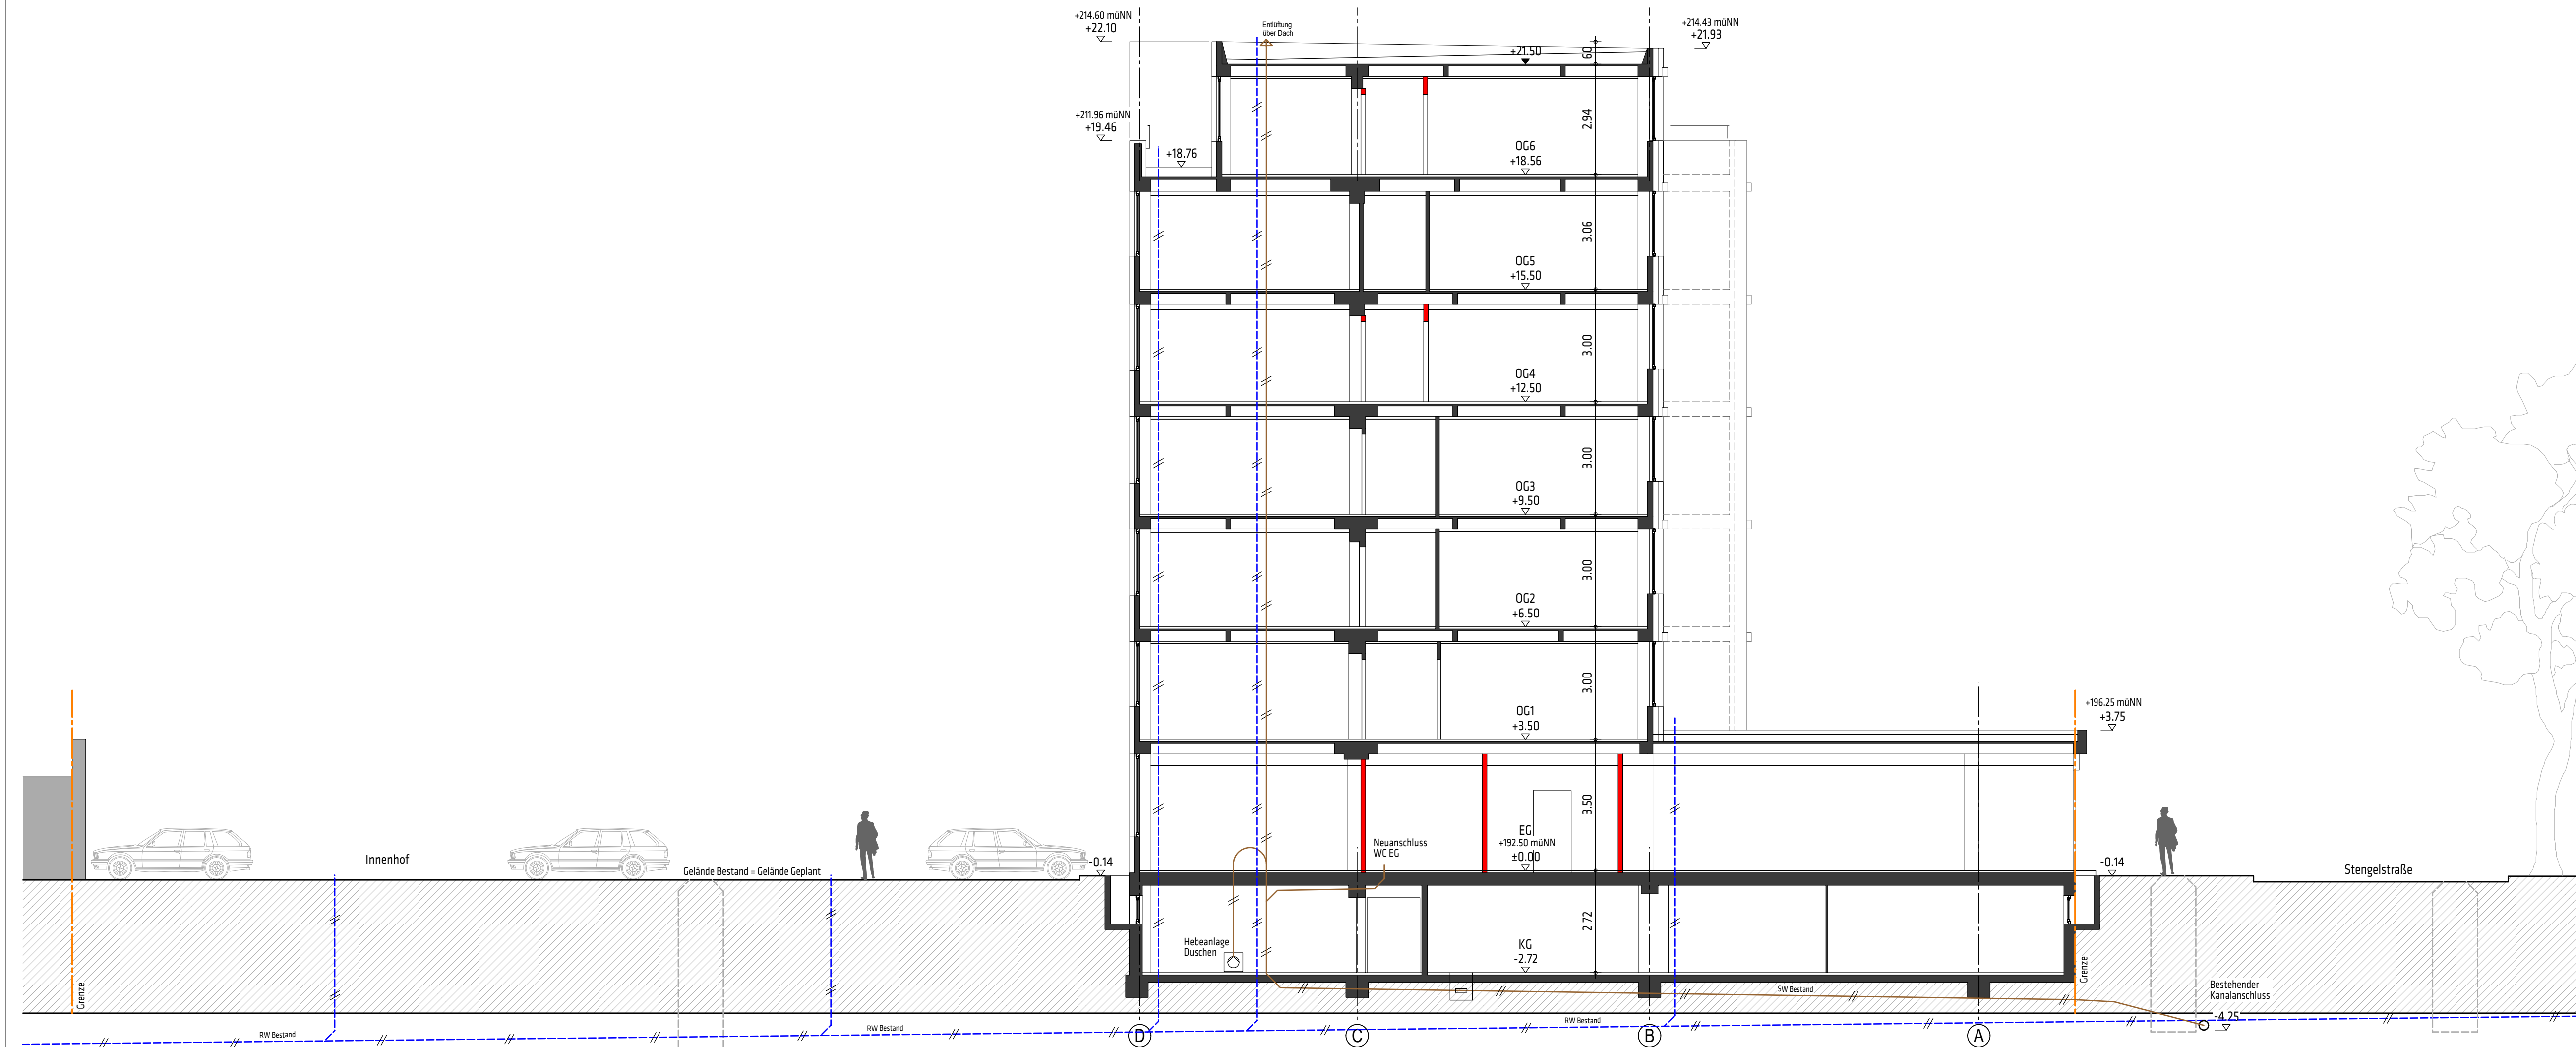 +214.60 müNN
+22.10
Entlüftung
über Dach
+214.43 müNN
+21.93
+21.50
60
+211.96 müNN
+19.46
+18.76
2.94
OG6
+18.56
3.06
OG5
+15.50
3.00
OG4
+12.50
3.00
OG3
+9.50
3.00
OG2
+6.50
3.00
OG1
+3.50
+196.25 müNN
+3.75
3.50
EG
+192.50 müNN
±0.00
Neuanschluss
WC EG
Innenhof
Gelände Bestand = Gelände Geplant
-0.14
-0.14
Stengelstraße
Hebeanlage
Duschen
2.72
KG
-2.72
Grenze
Grenze
SW Bestand
Bestehender
Kanalanschluss
-4.25
RW Bestand
RW Bestand
RW Bestand
D
C
B
A